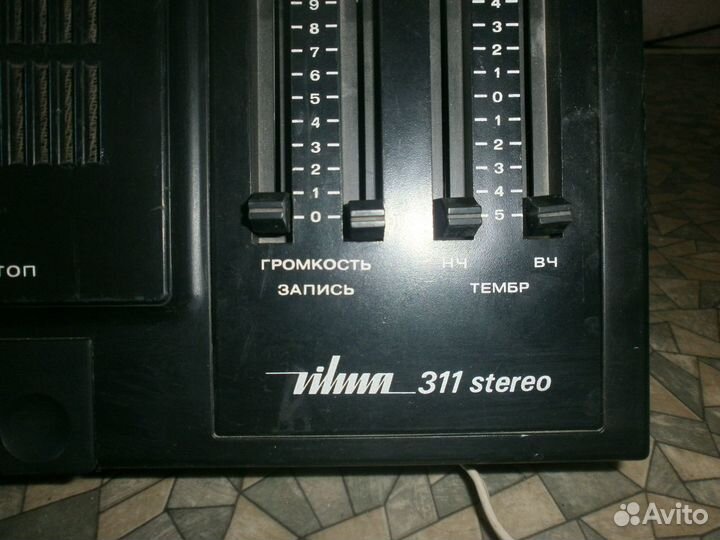 9 4
8 3
7 2
6 1
5 0
4 1
3 2
2 3
1 4
0 5
ГРОМКОСТЬ НЧ ВЧ
ТОП
ЗАПИСЬ ТЕМБР
vilma 311 stereo
Avito